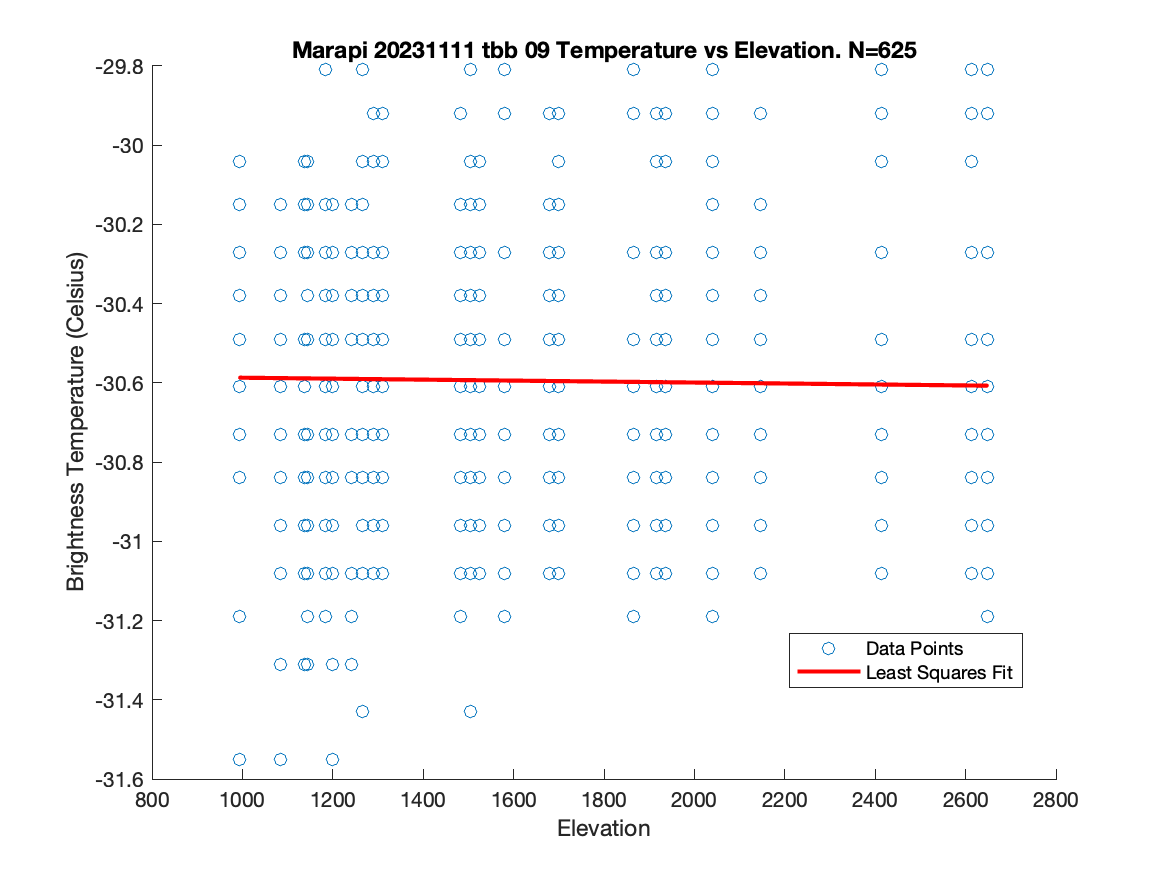 Marapi 20231111 tbb 09 Temperature vs Elevation. N=625
-29.8
-30
-30.2
-30.4
-30.6
-30.8
-31
-31.2
-31.4
-31.6
Brightness Temperature (Celsius)
Data Points
Least Squares Fit
800 1000 1200 1400 1600 1800 2000 2200 2400 2600 2800
Elevation